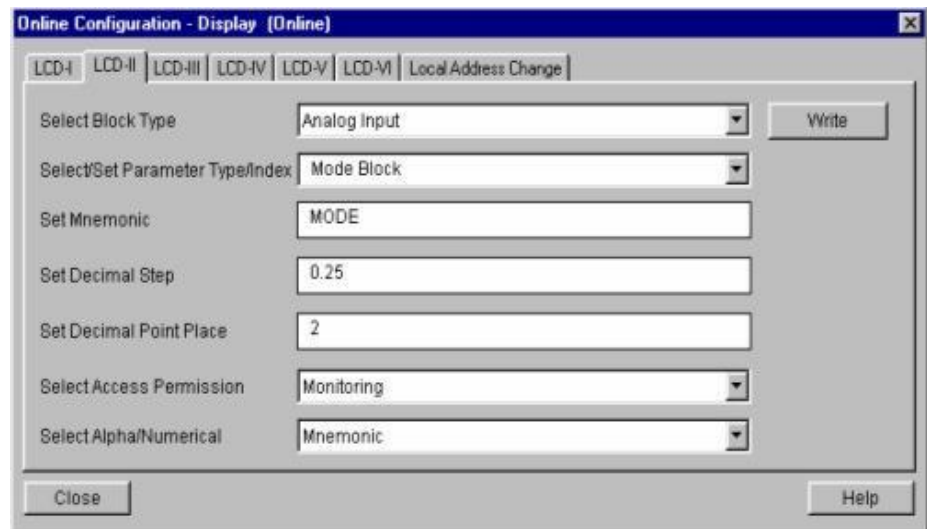 Online Configuration - Display (Online)
LCD-I LCD-II LCD-III LCD-IV LCD-V LCD-VI Local Address Change
Select Block Type Analog Input Write
Select/Set Parameter Type/Index Mode Block
Set Mnemonic MODE
Set Decimal Step 0.25
Set Decimal Point Place 2
Select Access Permission Monitoring
Select Alpha/Numerical Mnemonic
Close Help